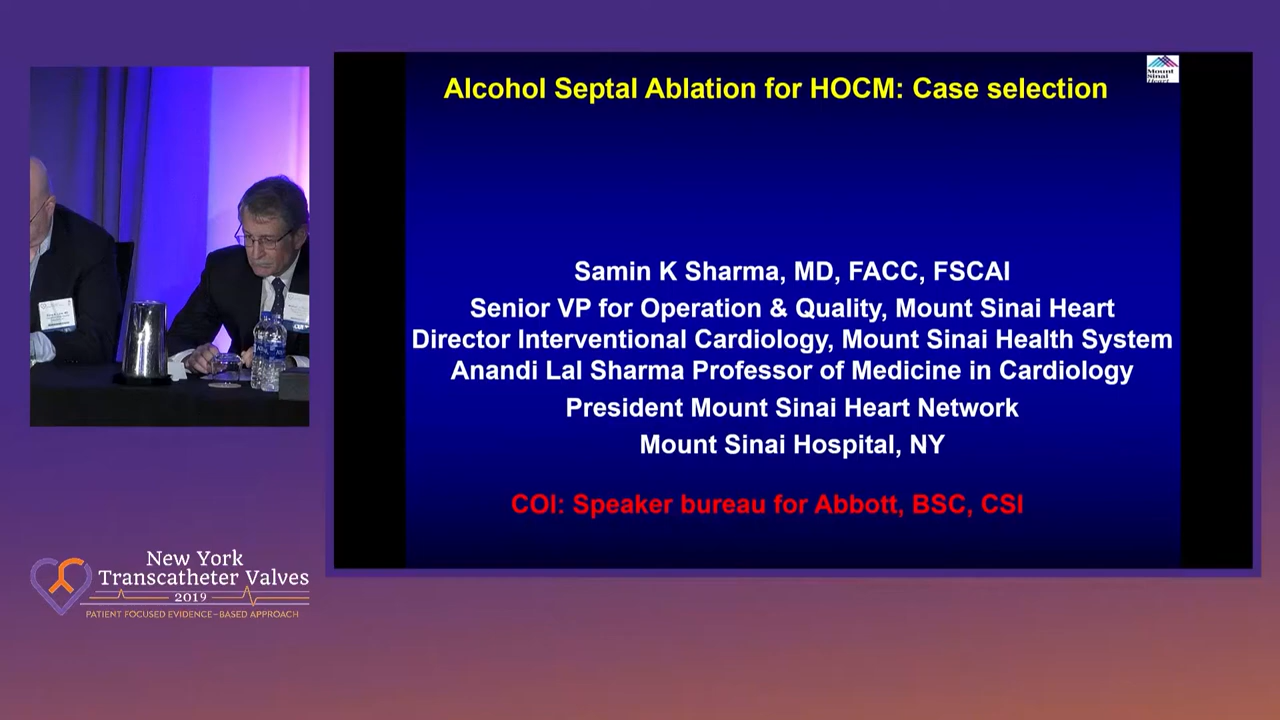 Alcohol Septal Ablation for HOCM: Case selection
Mount
Sinai
Heart
Samin K Sharma, MD, FACC, FSCAI
Senior VP for Operation & Quality, Mount Sinai Heart
Director Interventional Cardiology, Mount Sinai Health System
Anandi Lal Sharma Professor of Medicine in Cardiology
President Mount Sinai Heart Network
Mount Sinai Hospital, NY
COI: Speaker bureau for Abbott, BSC, CSI
New York
Transcatheter Valves
2019
PATIENT FOCUSED EVIDENCE-BASED APPROACH